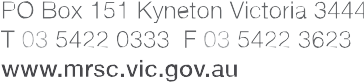 PO Box 151 Kyneton Victoria 3444
T 03 5422 0333 F 03 5422 3623
www.mrsc.vic.gov.au